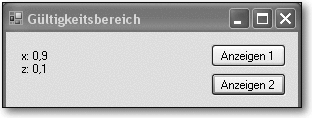 Gültigkeitsbereich
x: 0,9
z: 0,1
Anzeigen 1
Anzeigen 2